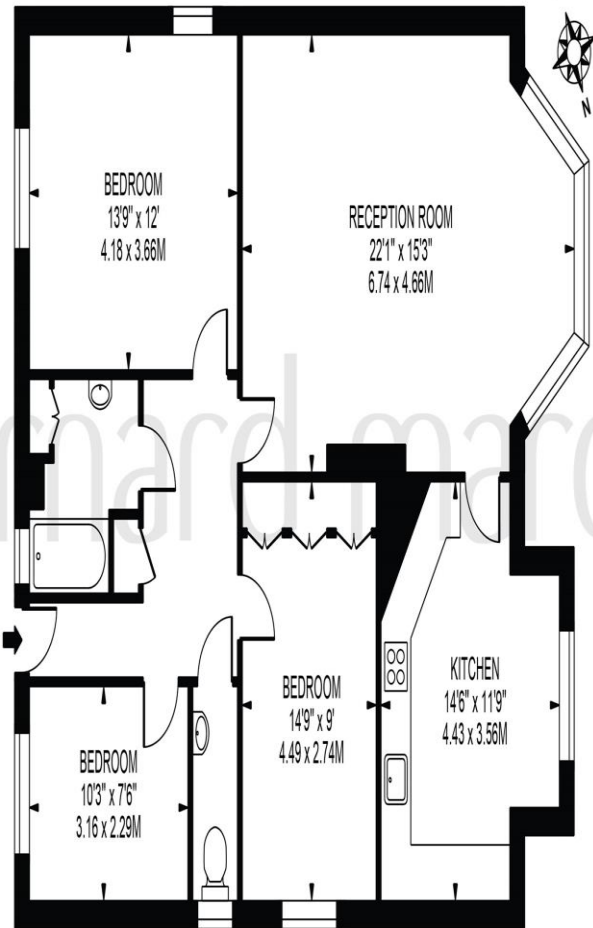 N
BEDROOM
13'9" x 12'
4.18 x 3.66M
RECEPTION ROOM
22'1" x 15'3"
6.74 x 4.66M
BEDROOM
14'9" x 9'
4.49 x 2.74M
KITCHEN
14'6" x 11'9"
4.43 x 3.56M
BEDROOM
10'3" x 7'6"
3.16 x 2.29M